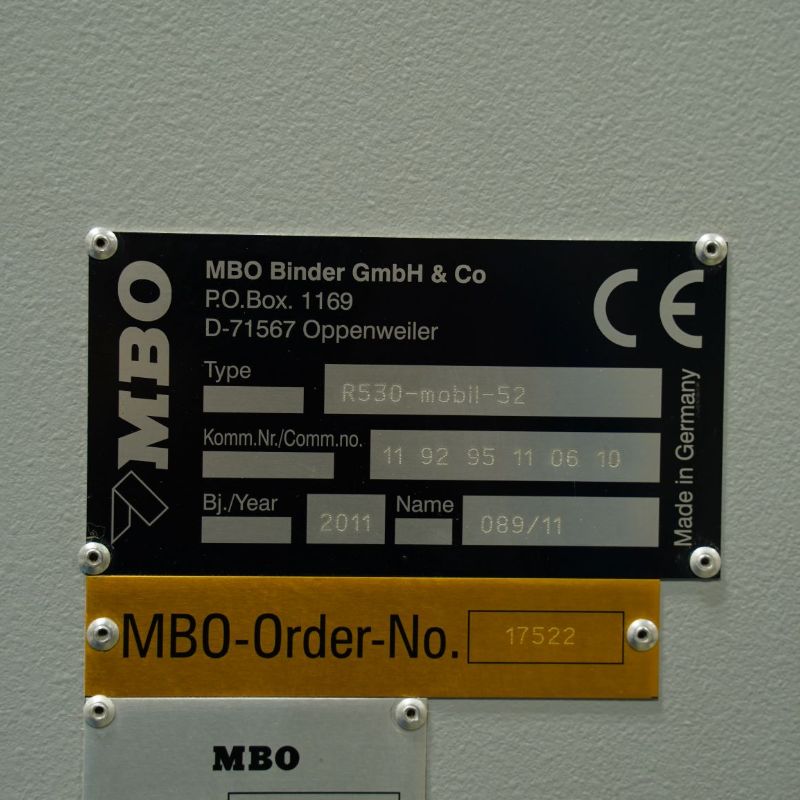 MBO
MBO Binder GmbH & Co
P.O.Box. 1169
D-71567 Oppenweiler
CE
Type
R530-mobil-52
Komm.Nr./Comm.no.
11 92 95 11 06 10
Bj./Year
2011
Name
089/11
Made in Germany
MBO-Order-No. 17522
MBO